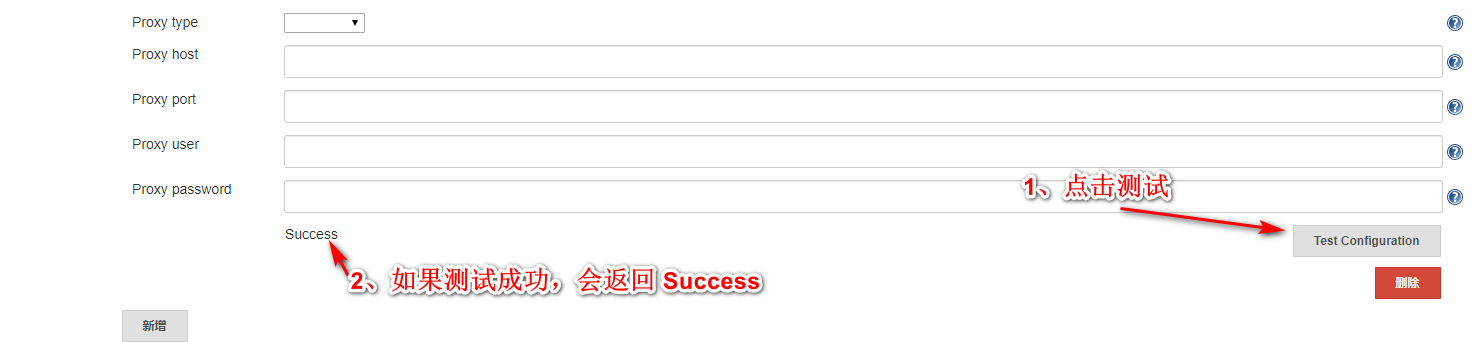 Proxy type
Proxy host
Proxy port
Proxy user
Proxy password
1、点击测试
Success
Test Configuration
2、如果测试成功，会返回 Success
删除
新增